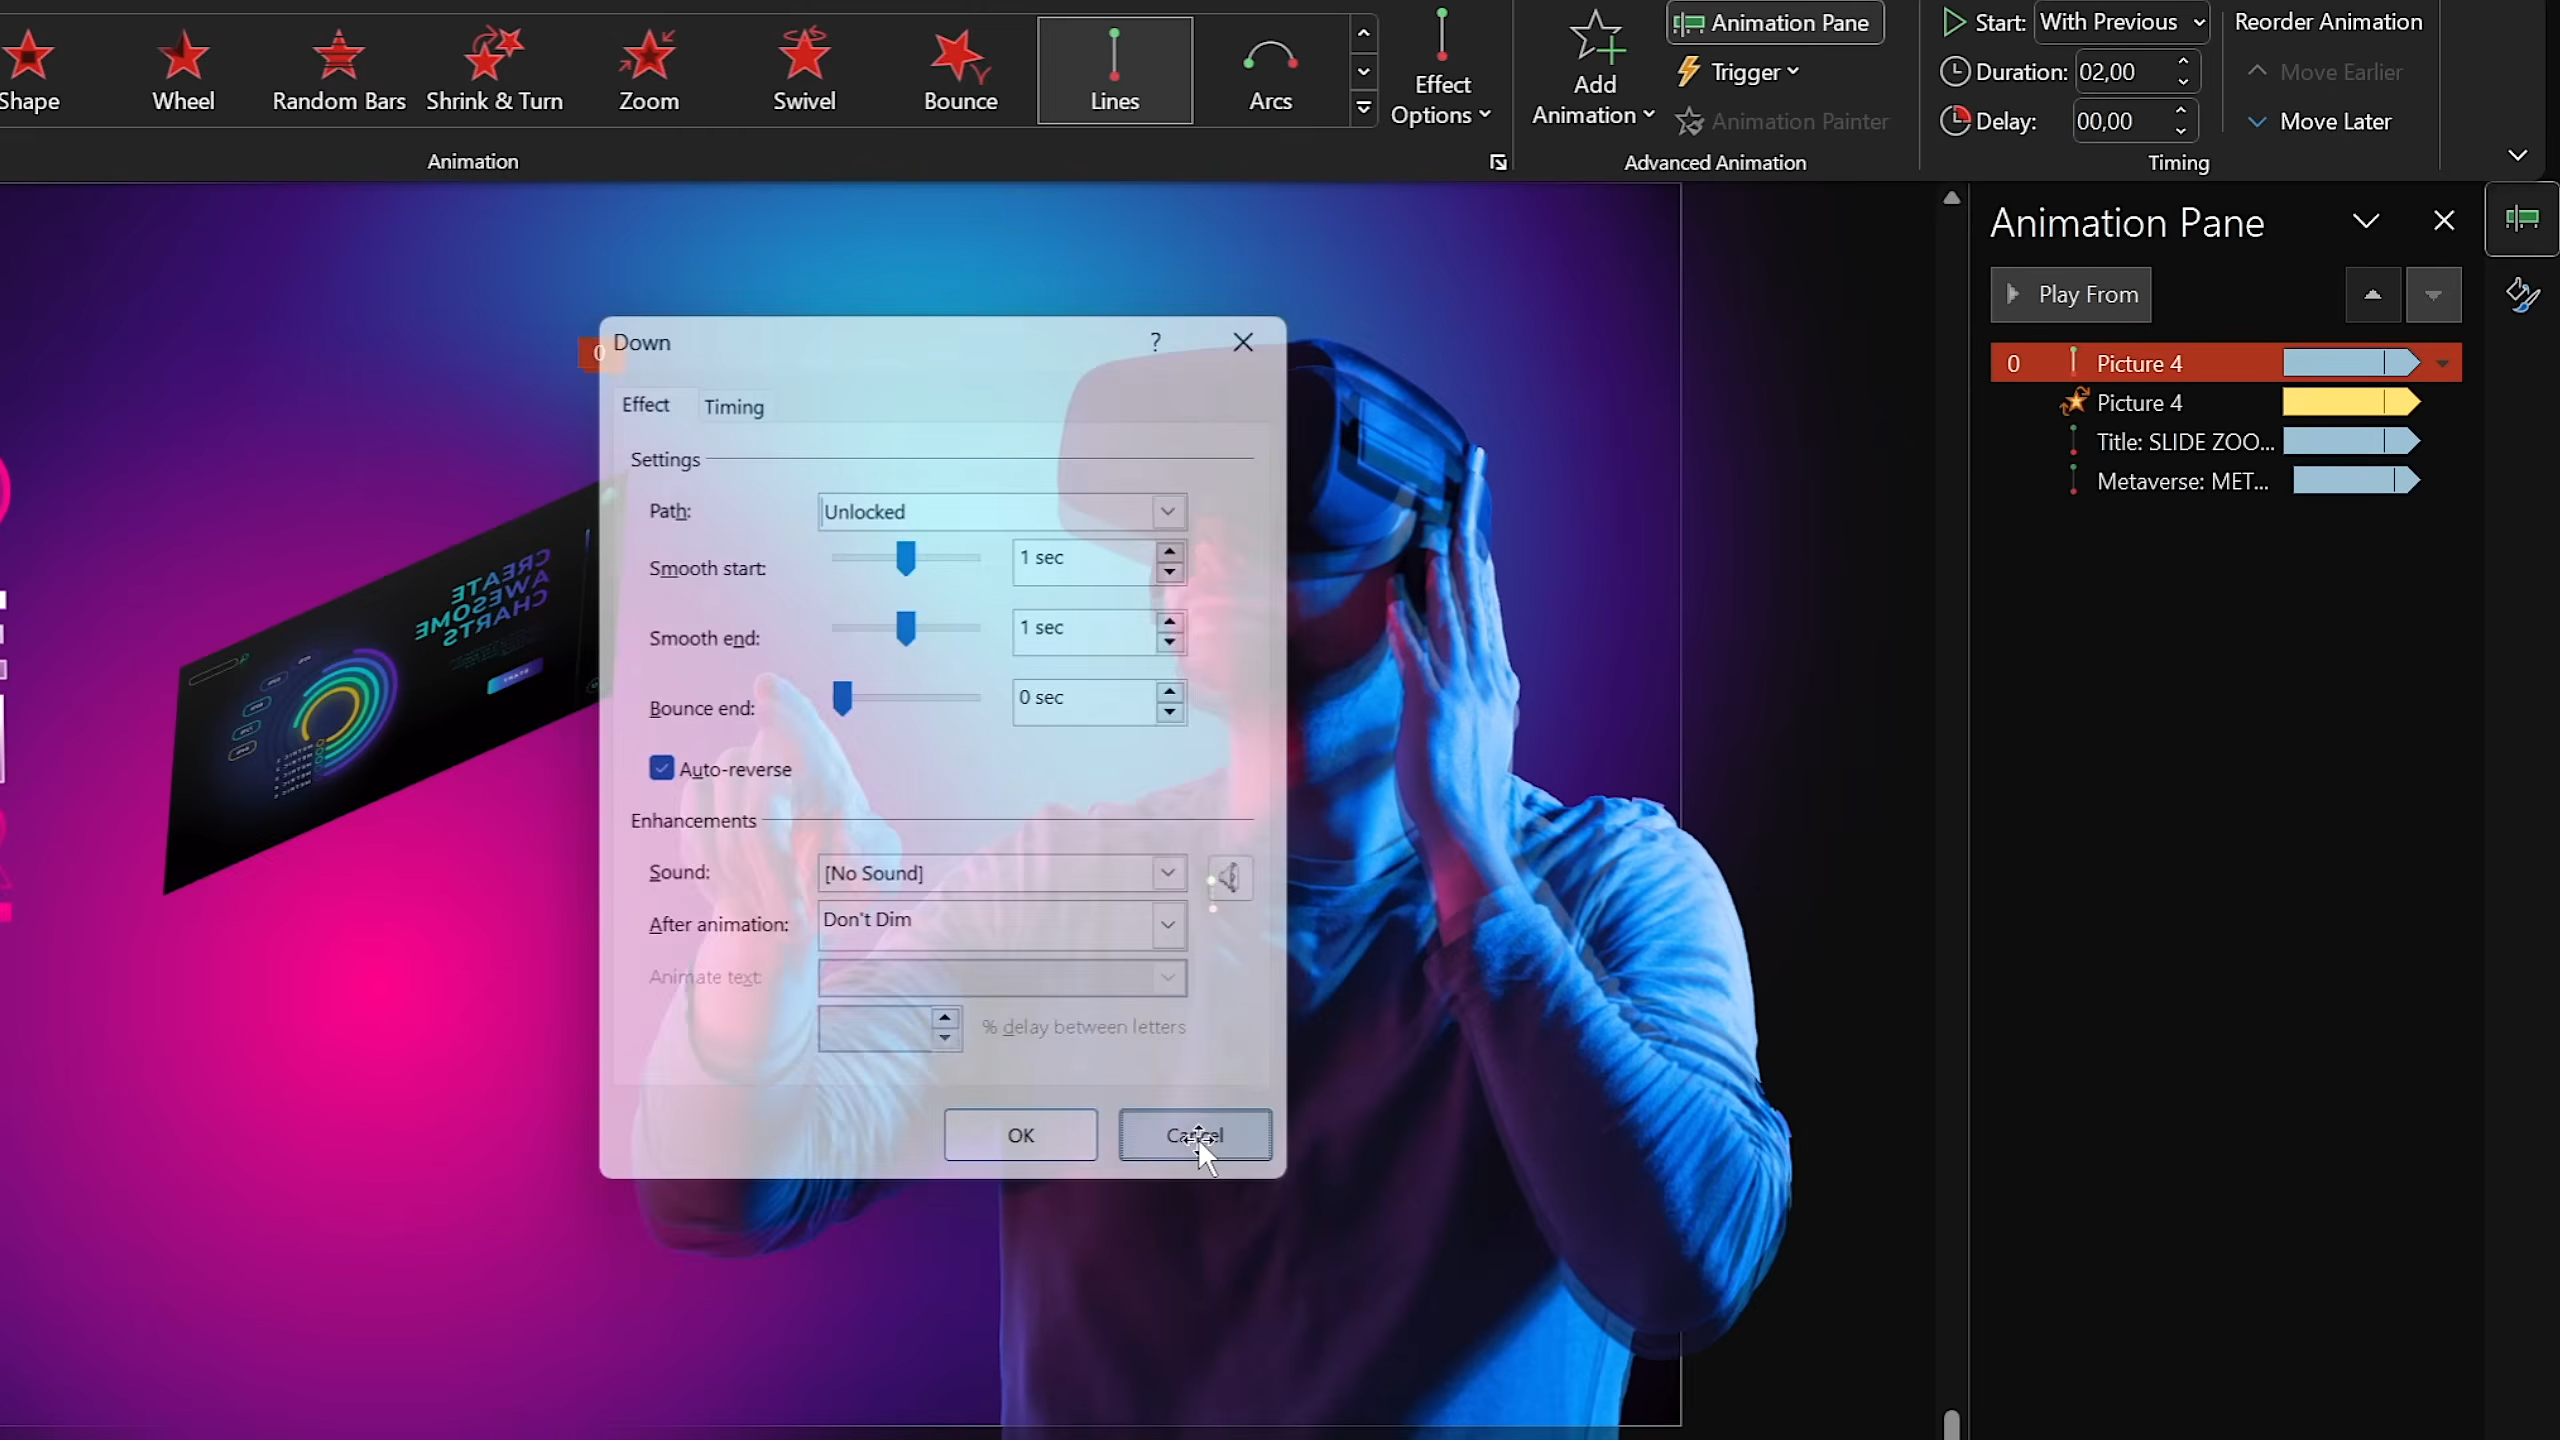 Shape
Wheel
Random Bars
Shrink & Turn
Zoom
Swivel
Bounce
Lines
Arcs
Effect
Options
Add
Animation
Animation Pane
Trigger
Animation Painter
Start: With Previous
Duration: 02,00
Delay: 00,00
Reorder Animation
Move Earlier
Move Later
Animation
Advanced Animation
Timing
Animation Pane
Play From
0 Picture 4
Picture 4
Title: SLIDE ZOO...
Metaverse: MET...
0
Down ?
Effect Timing
Settings
Path: Unlocked
Smooth start: 1 sec
Smooth end: 1 sec
Bounce end: 0 sec
Auto-reverse
Enhancements
Sound: [No Sound]
After animation: Don't Dim
Animate text:
% delay between letters
OK
Cancel
CREATE
AWESOME
CHARTS